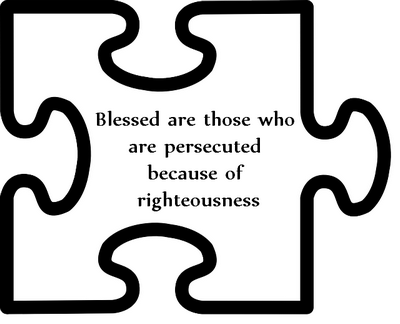 Blessed are those who
are persecuted
because of
righteousness